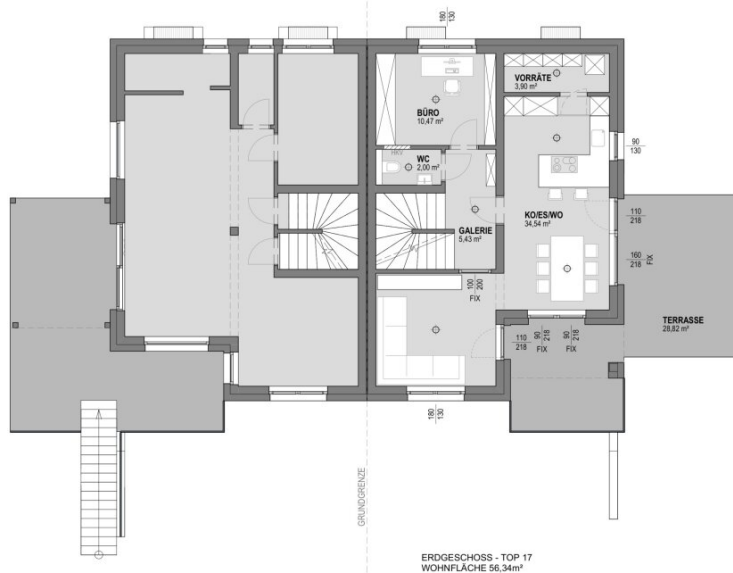 180
130
VORRÄTE
3,90 m²
BÜRO
10,47 m²
WC
2,00 m²
90
130
KO/ES/WO
34,54 m²
110
218
GALERIE
5,43 m²
160
218
FIX
100
200
FIX
TERRASSE
28,82 m²
110
218
90
218
FIX
90
218
FIX
180
130
GRUNDGRENZE
ERDGESCHOSS - TOP 17
WOHNFLÄCHE 56,34m²